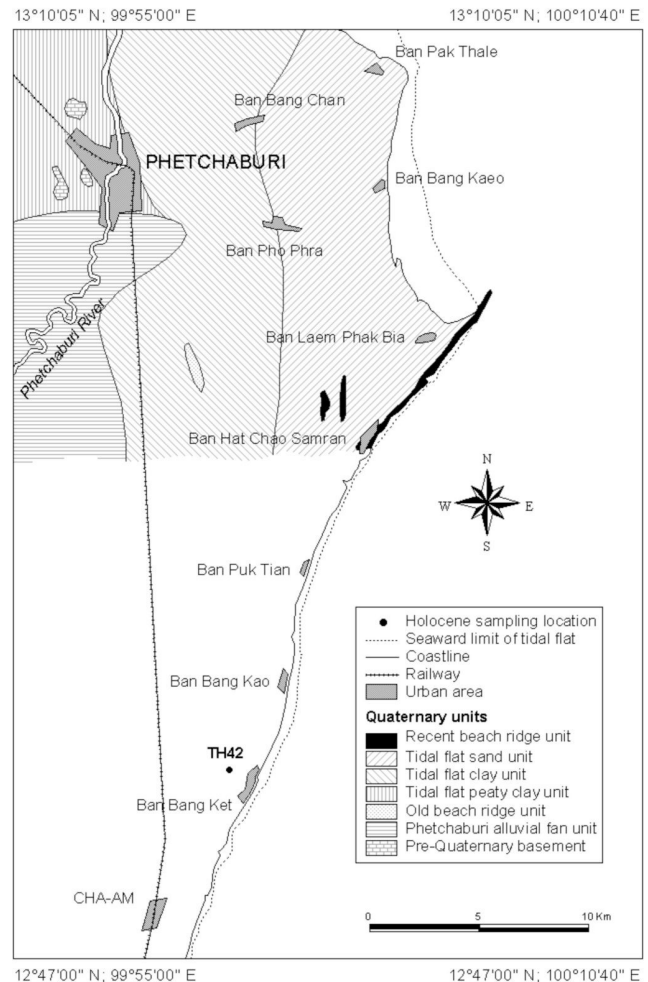 13°10'05" N; 99°55'00" E
13°10'05" N; 100°10'40" E
Ban Pak Thale
Ban Bang Chan
PHETCHABURI
Ban Bang Kaeo
Ban Pho Phra
Phetchaburi River
Ban Laem Phak Bia
Ban Hat Chao Samran
N
W
E
S
Ban Puk Tian
Ban Bang Kao
TH42
Ban Bang Ket
CHA-AM
Holocene sampling location
Seaward limit of tidal flat
Coastline
Railway
Urban area
Quaternary units
Recent beach ridge unit
Tidal flat sand unit
Tidal flat clay unit
Tidal flat peaty clay unit
Old beach ridge unit
Phetchaburi alluvial fan unit
Pre-Quaternary basement
0 5 10 Km
12°47'00" N; 99°55'00" E
12°47'00" N; 100°10'40" E